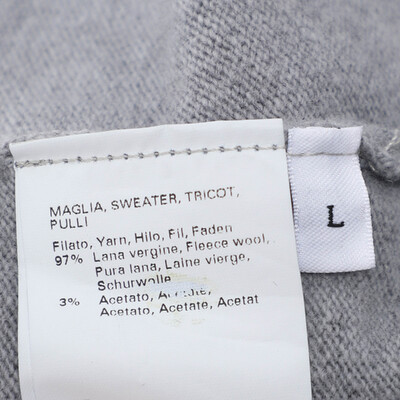 MAGLIA, SWEATER, TRICOT,
PULLI
Filato, Yarn, Hilo, Fil, Faden
97% Lana vergine, Fleece wool,
Pura lana, Laine vierge,
Schurwolle
3% Acetato,
Acetato, Acetate, Acetat
L